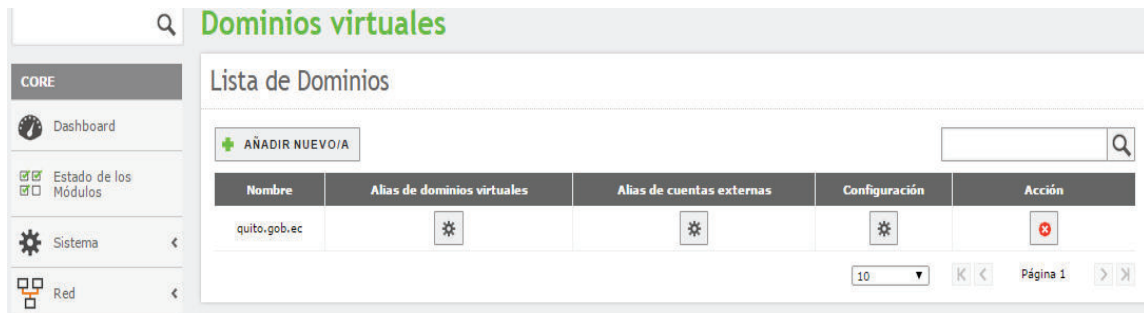 Dominios virtuales
CORE
Dashboard
Estado de los
Módulos
Sistema
Red
Lista de Dominios
AÑADIR NUEVO/A
Nombre Alias de dominios virtuales Alias de cuentas externas Configuración Acción
quito.gob.ec
10 Página 1